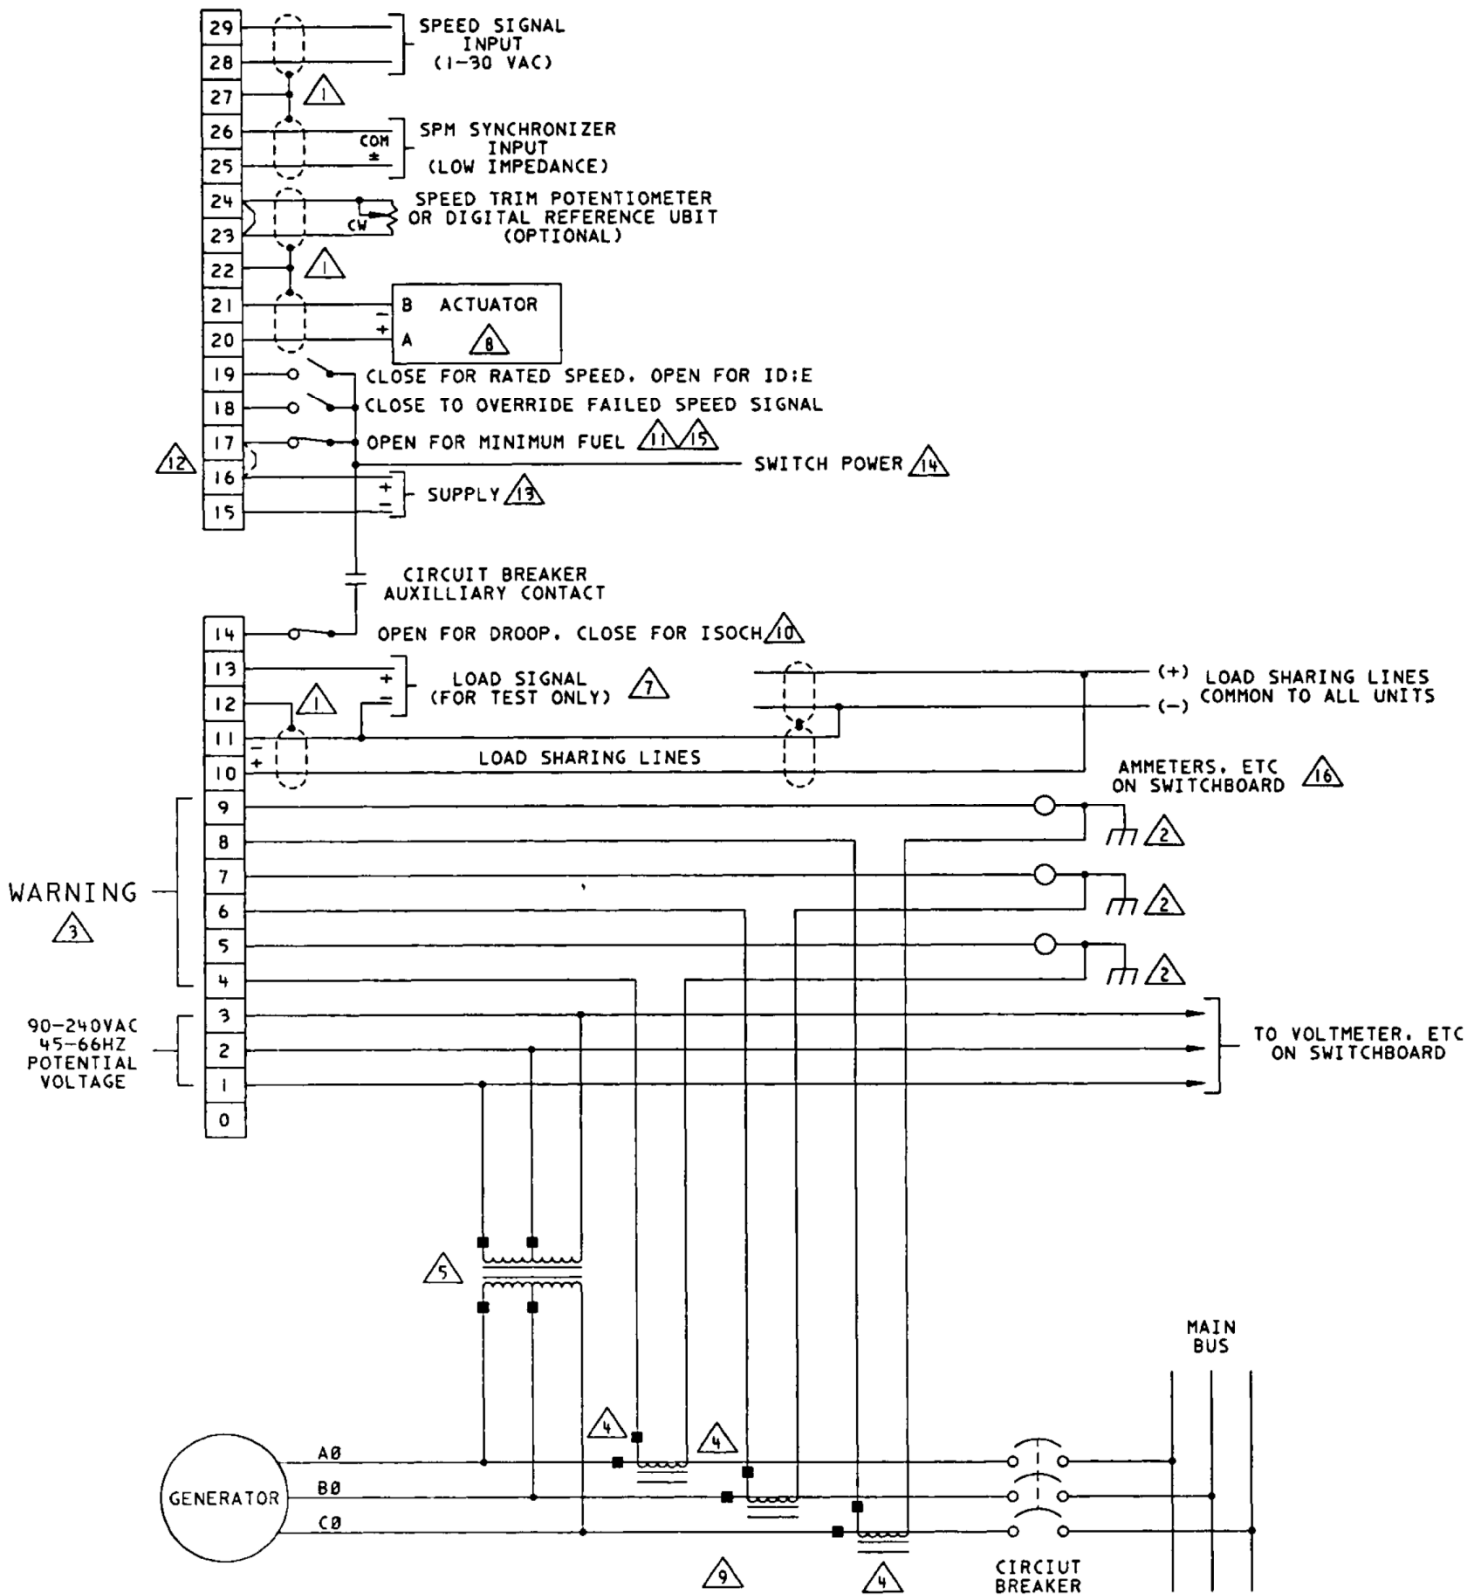 29
SPEED SIGNAL
INPUT
(1-30 VAC)
28
27
1
26
COM
±
SPM SYNCHRONIZER
INPUT
(LOW IMPEDANCE)
25
24
CW
SPEED TRIM POTENTIOMETER
OR DIGITAL REFERENCE UBIT
(OPTIONAL)
23
22
1
21
B ACTUATOR
-
+
20
A
8
19
CLOSE FOR RATED SPEED. OPEN FOR ID:E
18
CLOSE TO OVERRIDE FAILED SPEED SIGNAL
17
OPEN FOR MINIMUM FUEL 11 15
12
SWITCH POWER 14
16
+
-
SUPPLY 13
15
CIRCUIT BREAKER
AUXILLIARY CONTACT
14
OPEN FOR DROOP. CLOSE FOR ISOCH 10
13
+
-
LOAD SIGNAL
(FOR TEST ONLY) 7
(+)
(-)
LOAD SHARING LINES
COMMON TO ALL UNITS
12
1
11
-
+
LOAD SHARING LINES
10
AMMETERS. ETC
ON SWITCHBOARD 16
9
8
2
7
WARNING
3
6
2
5
4
2
3
90-240VAC
45-66HZ
POTENTIAL
VOLTAGE
2
TO VOLTMETER. ETC
ON SWITCHBOARD
1
0
5
MAIN
BUS
4
4
GENERATOR
AØ
BØ
CØ
9
4
CIRCIUT
BREAKER